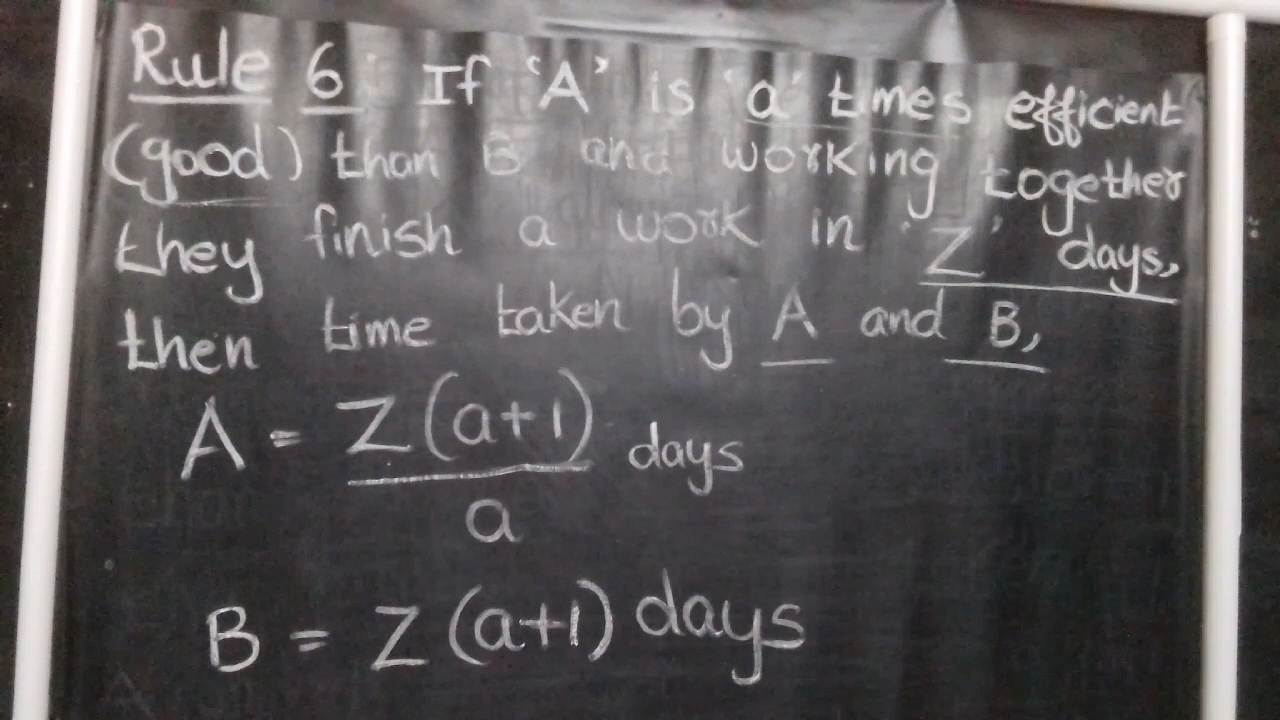 Rule 6: If 'A' is 'a' times efficient
(good) than B and working together
they finish a work in 'Z' days,
then time taken by A and B,
A = Z(a+1)/a days
B = Z(a+1) days